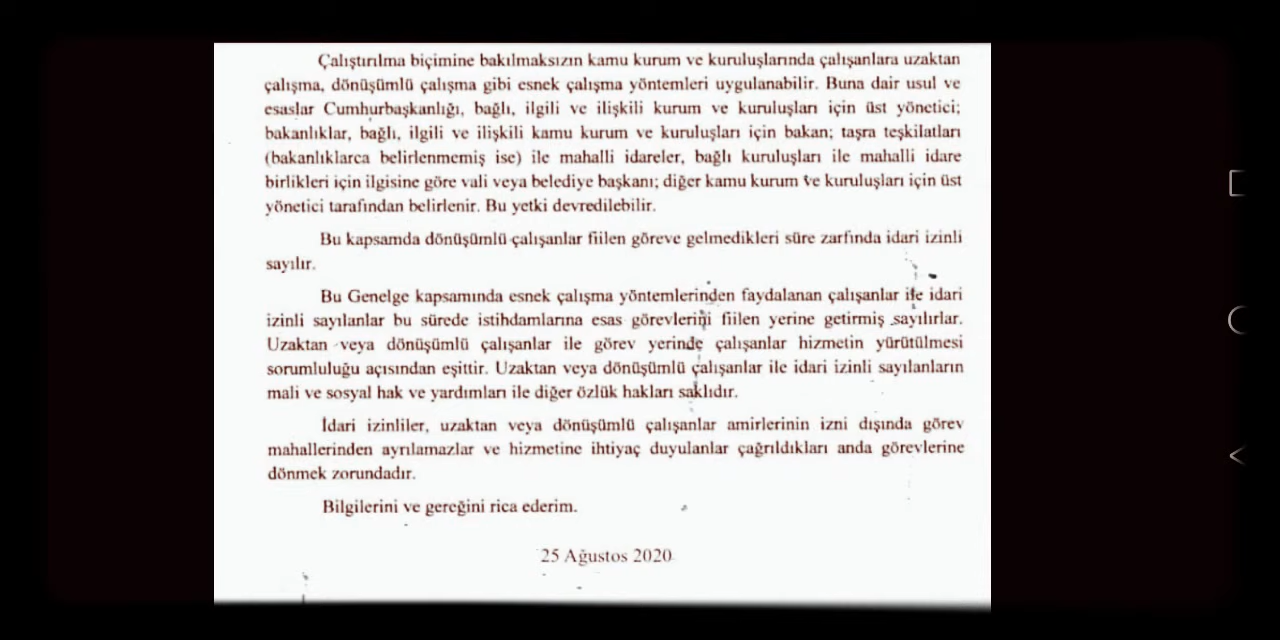 Çalıştırılma biçimine bakılmaksızın kamu kurum ve kuruluşlarında çalışanlara uzaktan
çalışma, dönüşümlü çalışma gibi esnek çalışma yöntemleri uygulanabilir. Buna dair usul ve
esaslar Cumhurbaşkanlığı, bağlı, ilgili ve ilişkili kurum ve kuruluşları için üst yönetici;
bakanlıklar, bağlı, ilgili ve ilişkili kamu kurum ve kuruluşları için bakan; taşra teşkilatları
(bakanlıklarca belirlenmemiş ise) ile mahalli idareler, bağlı kuruluşları ile mahalli idare
birlikleri için ilgisine göre vali veya belediye başkanı; diğer kamu kurum ve kuruluşları için üst
yönetici tarafından belirlenir. Bu yetki devredilebilir.
Bu kapsamda dönüşümlü çalışanlar fiilen göreve gelmedikleri süre zarfında idari izinli
sayılır.
Bu Genelge kapsamında esnek çalışma yöntemlerinden faydalanan çalışanlar ile idari
izinli sayılanlar bu sürede istihdamlarına esas görevlerini fiilen yerine getirmiş sayılırlar.
Uzaktan veya dönüşümlü çalışanlar ile görev yerinde çalışanlar hizmetin yürütülmesi
sorumluluğu açısından eşittir. Uzaktan veya dönüşümlü çalışanlar ile idari izinli sayılanların
mali ve sosyal hak ve yardımları ile diğer özlük hakları saklıdır.
İdari izinliler, uzaktan veya dönüşümlü çalışanlar amirlerinin izni dışında görev
mahallerinden ayrılamazlar ve hizmetine ihtiyaç duyulanlar çağrıldıkları anda görevlerine
dönmek zorundadır.
Bilgilerini ve gereğini rica ederim.
25 Ağustos 2020